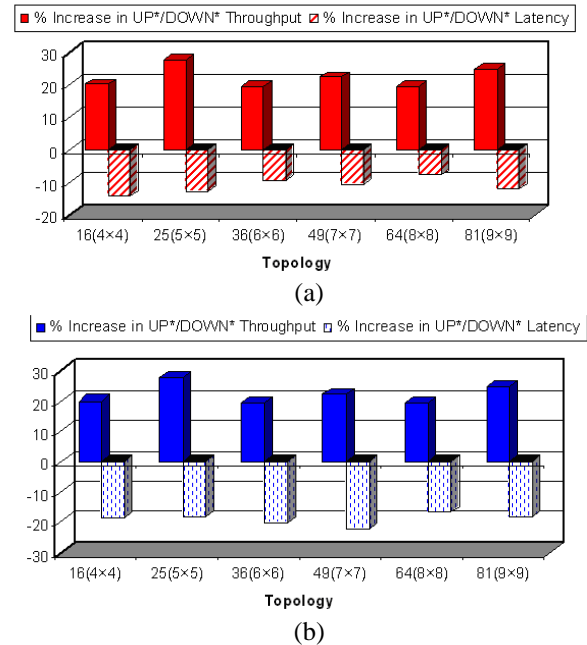 % Increase in UP*/DOWN* Throughput % Increase in UP*/DOWN* Latency
30
20
10
0
-10
-20
16(4×4) 25(5×5) 36(6×6) 49(7×7) 64(8×8) 81(9×9)
Topology
(a)
% Increase in UP*/DOWN* Throughput % Increase in UP*/DOWN* Latency
30
20
10
0
-10
-20
-30
16(4×4) 25(5×5) 36(6×6) 49(7×7) 64(8×8) 81(9×9)
Topology
(b)